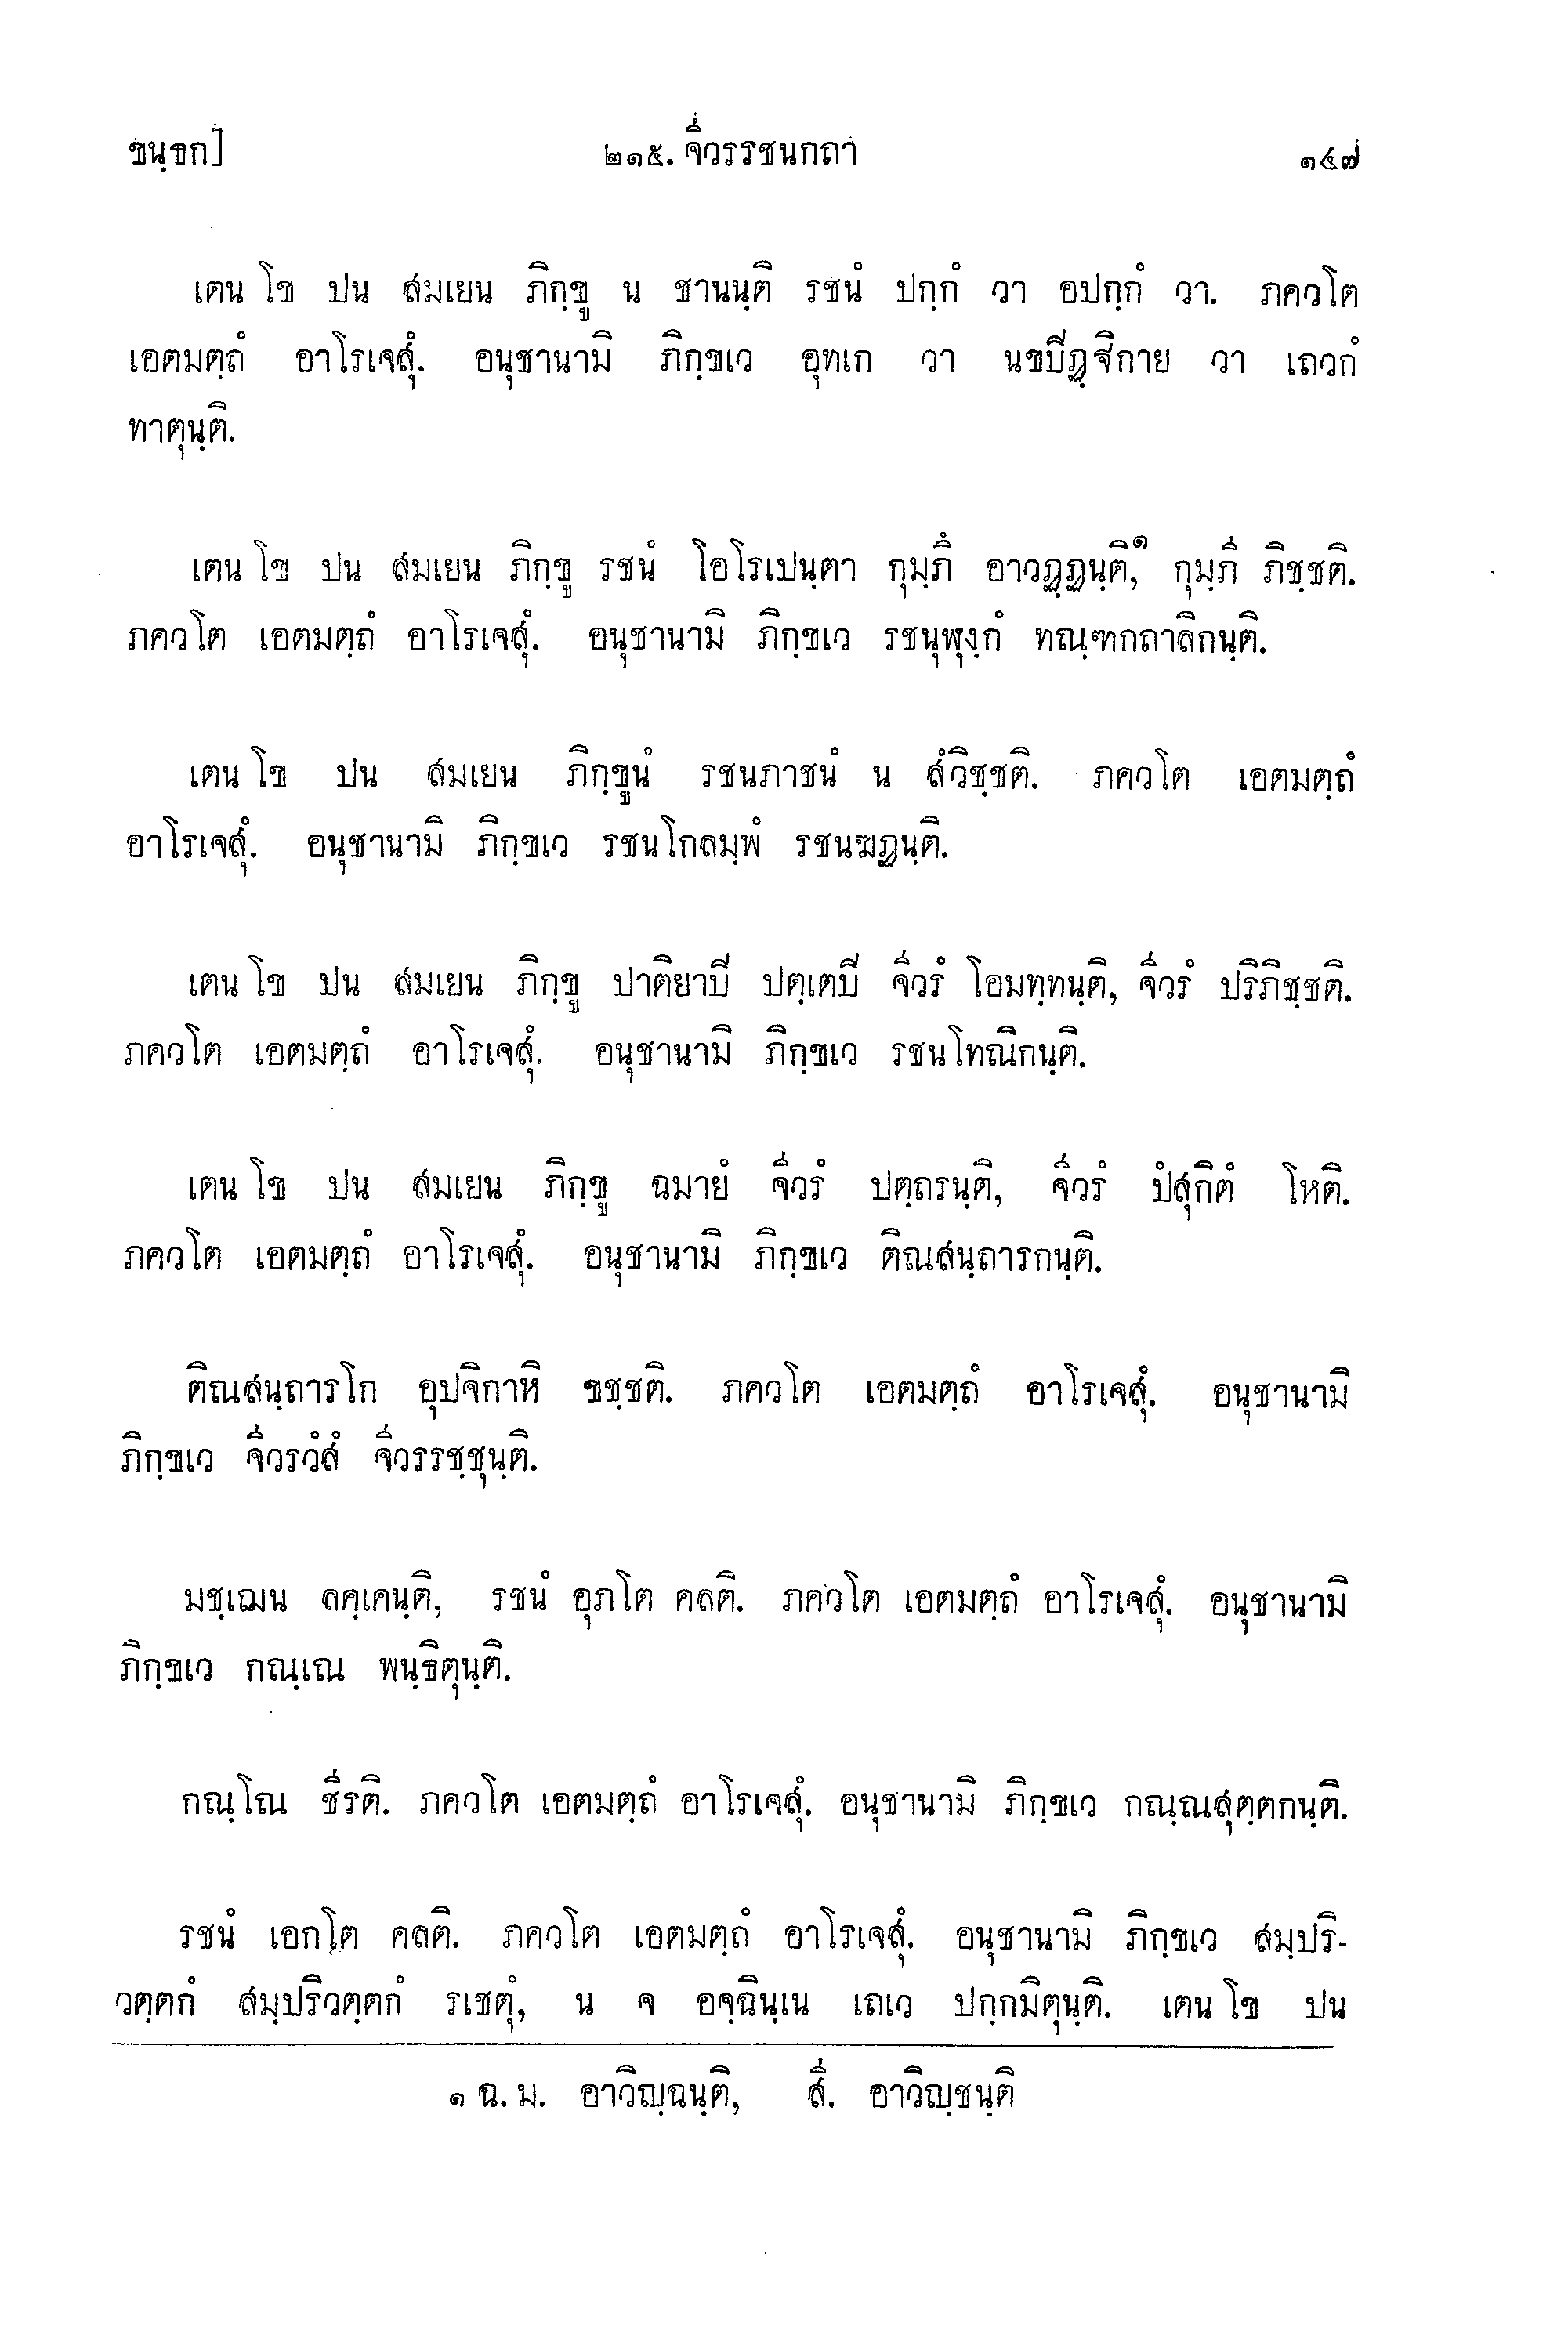 ขนฺธก] ๒๑๕. จีวรรชนกถา ๑๔๗
เตน โข ปน สมเยน ภิกฺขู น ชานนฺติ รชนํ ปกฺกํ วา อปกฺกํ วา. ภควโต
เอตมตฺถํ อาโรเจสุํ. อนุชานามิ ภิกฺขเว อุทเก วา นขปีฏฺฐิกาย วา เถวกํ
ทาตุนฺติ.
เตน โข ปน สมเยน ภิกฺขู รชนํ โอโรเปนฺตา กุมฺภึ อาวฏฺฏนฺติ,๑ กุมฺภี ภิชฺชติ.
ภควโต เอตมตฺถํ อาโรเจสุํ. อนุชานามิ ภิกฺขเว รชนุฬุงฺกํ ทณฺฑกถาลิกนฺติ.
เตน โข ปน สมเยน ภิกฺขูนํ รชนภาชนํ น สํวิชฺชติ. ภควโต เอตมตฺถํ
อาโรเจสุํ. อนุชานามิ ภิกฺขเว รชนโกลมฺพํ รชนฆฏนฺติ.
เตน โข ปน สมเยน ภิกฺขู ปาติยาปี ปตฺเตปี จีวรํ โอมทฺทนฺติ, จีวรํ ปริภิชฺชติ.
ภควโต เอตมตฺถํ อาโรเจสุํ. อนุชานามิ ภิกฺขเว รชนโทณิกนฺติ.
เตน โข ปน สมเยน ภิกฺขู ฉมายํ จีวรํ ปตฺถรนฺติ, จีวรํ ปํสุกิตํ โหติ.
ภควโต เอตมตฺถํ อาโรเจสุํ. อนุชานามิ ภิกฺขเว ติณสนฺถารกนฺติ.
ติณสนฺถารโก อุปจิกาหิ ขชฺชติ. ภควโต เอตมตฺถํ อาโรเจสุํ. อนุชานามิ
ภิกฺขเว จีวรวํสํ จีวรรชฺชุนฺติ.
มชฺเฌน ลคฺเคนฺติ, รชนํ อุภโต คลติ. ภควโต เอตมตฺถํ อาโรเจสุํ. อนุชานามิ
ภิกฺขเว กณฺเณ พนฺธิตุนฺติ.
กณฺโณ ชีรติ. ภควโต เอตมตฺถํ อาโรเจสุํ. อนุชานามิ ภิกฺขเว กณฺณสุตฺตกนฺติ.
รชนํ เอกโต คลติ. ภควโต เอตมตฺถํ อาโรเจสุํ. อนุชานามิ ภิกฺขเว สมฺปริ-
วตฺตกํ สมฺปริวตฺตกํ รเชตุํ, น จ อจฺฉินฺเน เถเว ปกฺกมิตุนฺติ. เตน โข ปน
๑ ฉ. ม. อาวิญฺฉนฺติ, สี. อาวิญฺชนฺติ